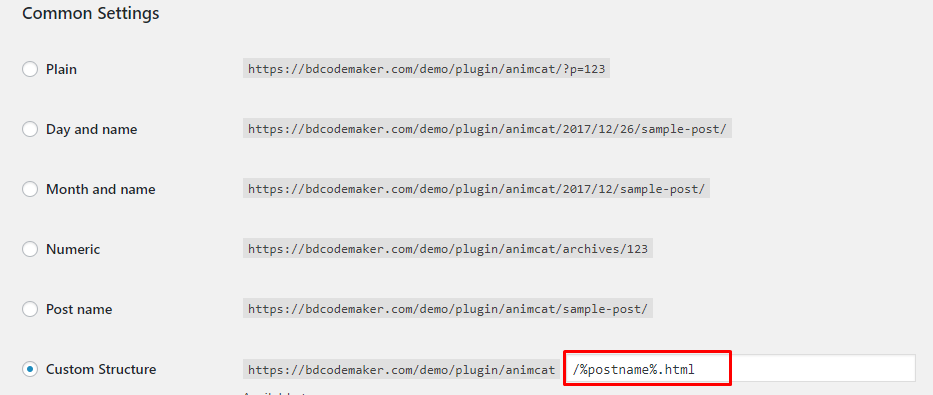 Common Settings
Plain https://bdcodemaker.com/demo/plugin/animcat/?p=123
Day and name https://bdcodemaker.com/demo/plugin/animcat/2017/12/26/sample-post/
Month and name https://bdcodemaker.com/demo/plugin/animcat/2017/12/sample-post/
Numeric https://bdcodemaker.com/demo/plugin/animcat/archives/123
Post name https://bdcodemaker.com/demo/plugin/animcat/sample-post/
Custom Structure https://bdcodemaker.com/demo/plugin/animcat /%postname%.html